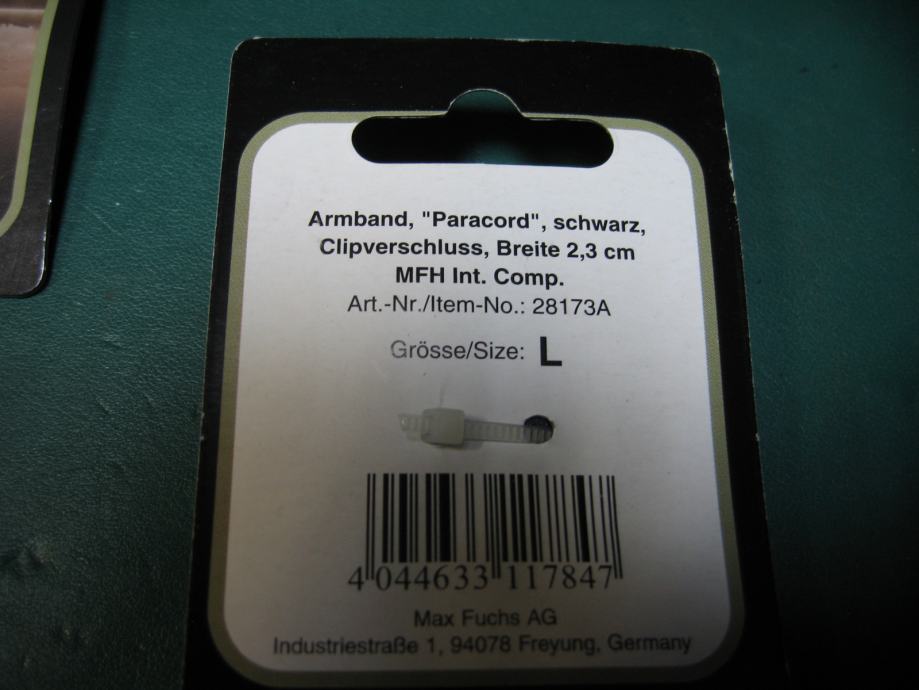 Armband, "Paracord", schwarz,
Clipverschluss, Breite 2,3 cm
MFH Int. Comp.
Art.-Nr./Item-No.: 28173A
Grösse/Size: L
4 044633 117847
Max Fuchs AG
Industriestraße 1, 94078 Freyung, Germany